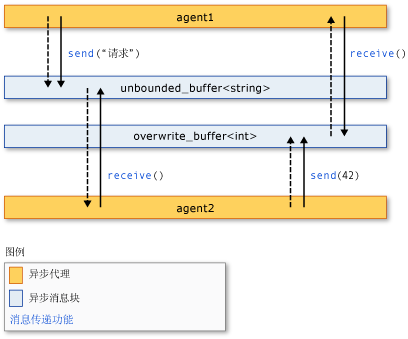 agent1
send(“请求”)
receive()
unbounded_buffer<string>
overwrite_buffer<int>
receive()
send(42)
agent2
图例
异步代理
异步消息块
消息传递功能